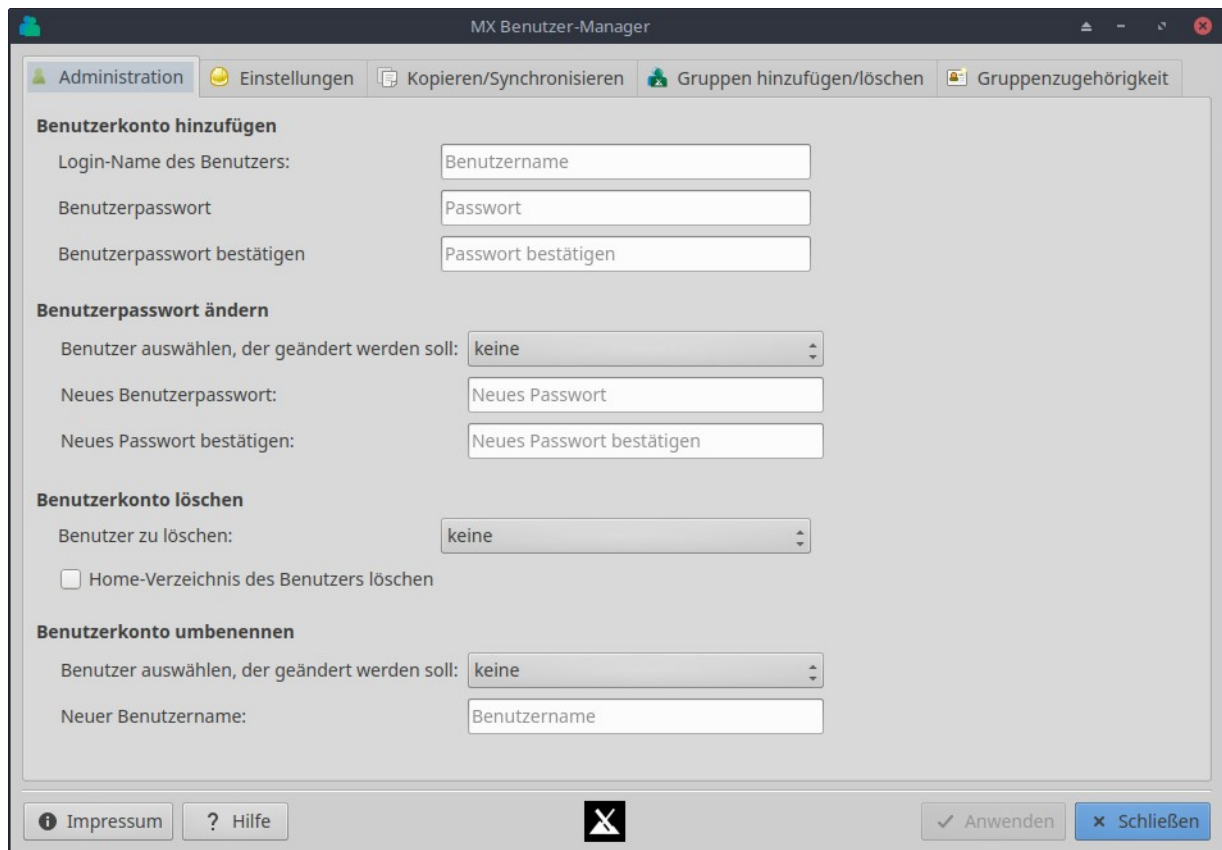 MX Benutzer-Manager
Administration Einstellungen Kopieren/Synchronisieren Gruppen hinzufügen/löschen Gruppenzugehörigkeit
Benutzerkonto hinzufügen
Login-Name des Benutzers: Benutzername
Benutzerpasswort Passwort
Benutzerpasswort bestätigen Passwort bestätigen
Benutzerpasswort ändern
Benutzer auswählen, der geändert werden soll: keine
Neues Benutzerpasswort: Neues Passwort
Neues Passwort bestätigen: Neues Passwort bestätigen
Benutzerkonto löschen
Benutzer zu löschen: keine
Home-Verzeichnis des Benutzers löschen
Benutzerkonto umbenennen
Benutzer auswählen, der geändert werden soll: keine
Neuer Benutzername: Benutzername
Impressum ? Hilfe Anwenden Schließen